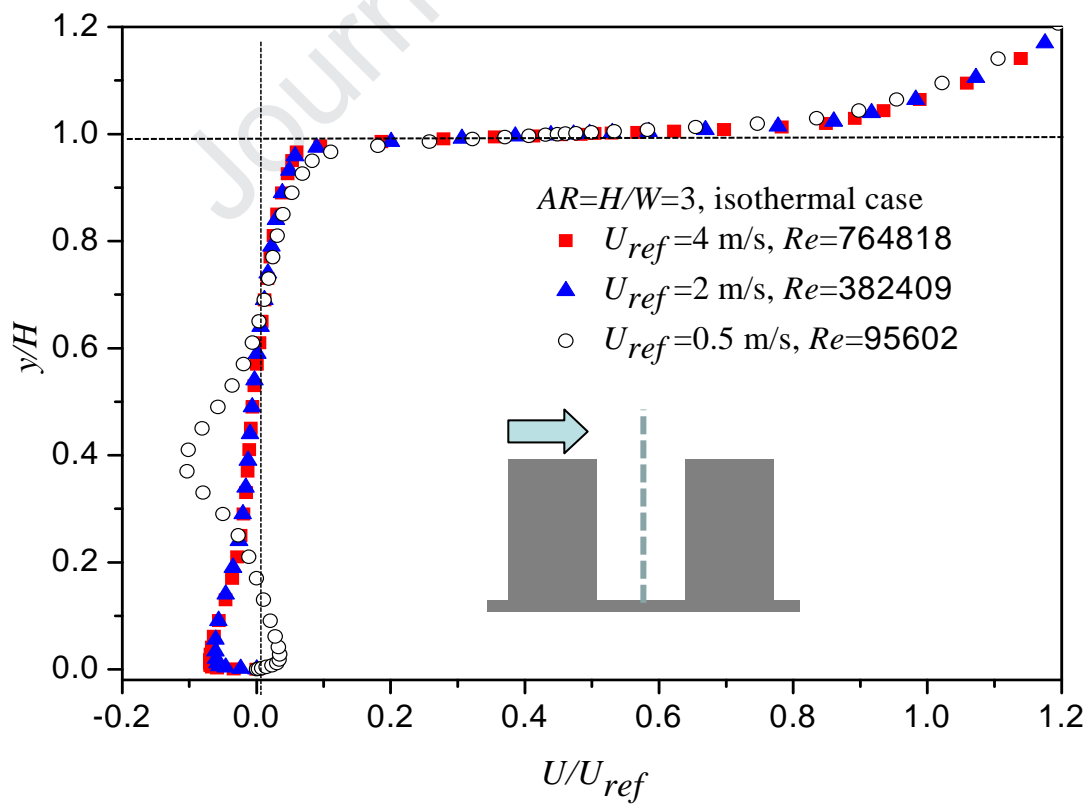 Journ
1.2
1.0
0.8
0.6
0.4
0.2
0.0
y/H
AR=H/W=3, isothermal case
U_ref=4 m/s, Re=764818
U_ref=2 m/s, Re=382409
U_ref=0.5 m/s, Re=95602
-0.2 0.0 0.2 0.4 0.6 0.8 1.0 1.2
U/U_ref